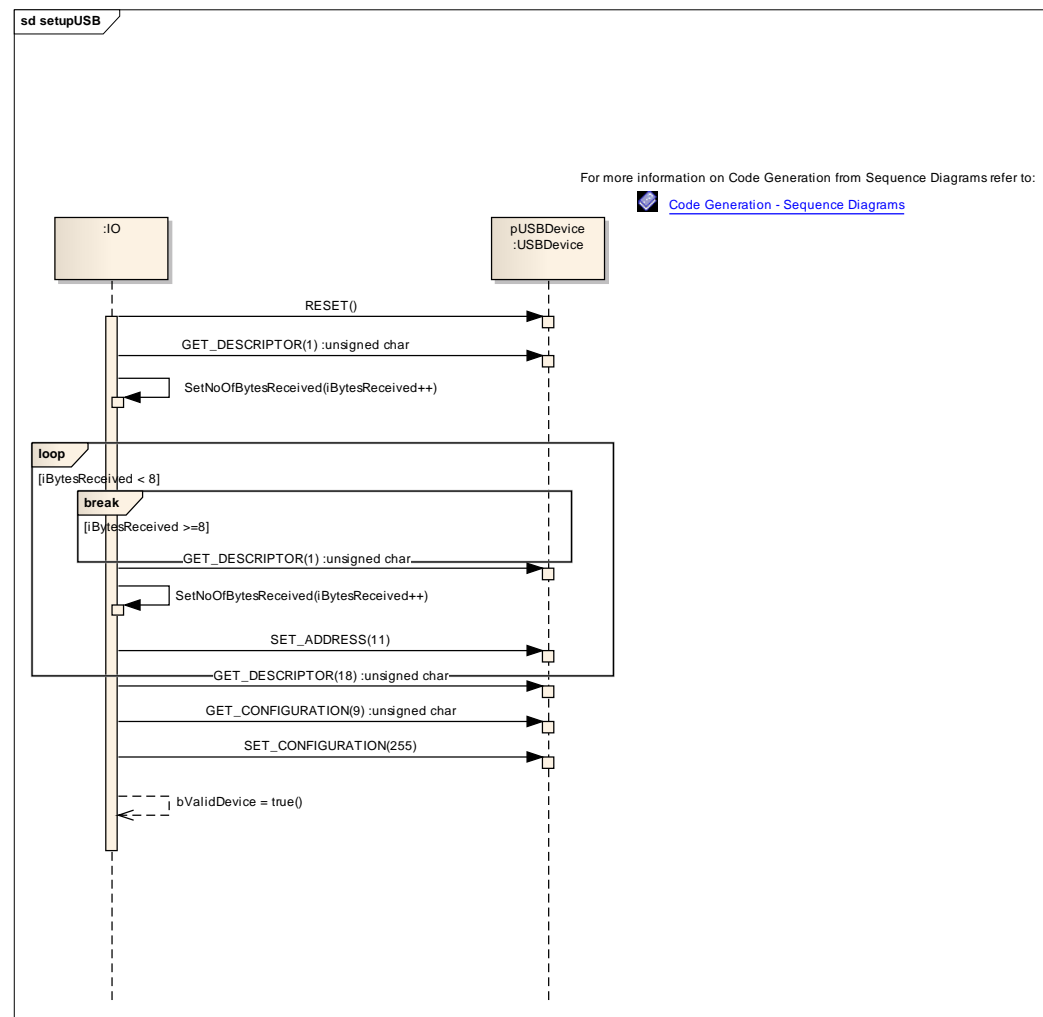 sd setupUSB
For more information on Code Generation from Sequence Diagrams refer to:
Code Generation - Sequence Diagrams
:IO
pUSBDevice
:USBDevice
RESET()
GET_DESCRIPTOR(1) :unsigned char
SetNoOfBytesReceived(iBytesReceived++)
loop
[iBytesReceived < 8]
break
[iBytesReceived >=8]
GET_DESCRIPTOR(1) :unsigned char
SetNoOfBytesReceived(iBytesReceived++)
SET_ADDRESS(11)
GET_DESCRIPTOR(18) :unsigned char
GET_CONFIGURATION(9) :unsigned char
SET_CONFIGURATION(255)
bValidDevice = true()